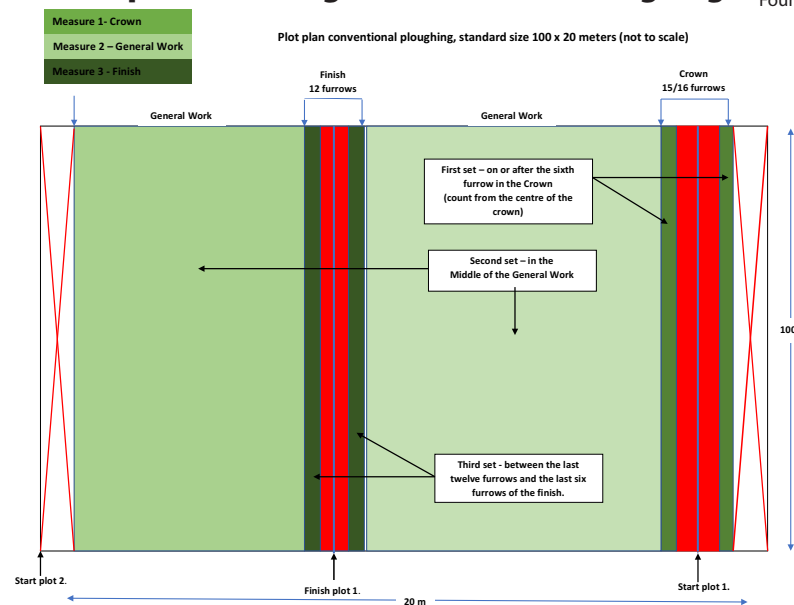 Four
Measure 1- Crown
Measure 2 – General Work
Measure 3 - Finish
Plot plan conventional ploughing, standard size 100 x 20 meters (not to scale)
Finish
12 furrows
Crown
15/16 furrows
General Work
General Work
First set – on or after the sixth
furrow in the Crown
(count from the centre of the
crown)
Second set – in the
Middle of the General Work
100
Third set - between the last
twelve furrows and the last six
furrows of the finish.
Start plot 2.
Finish plot 1.
Start plot 1.
20 m